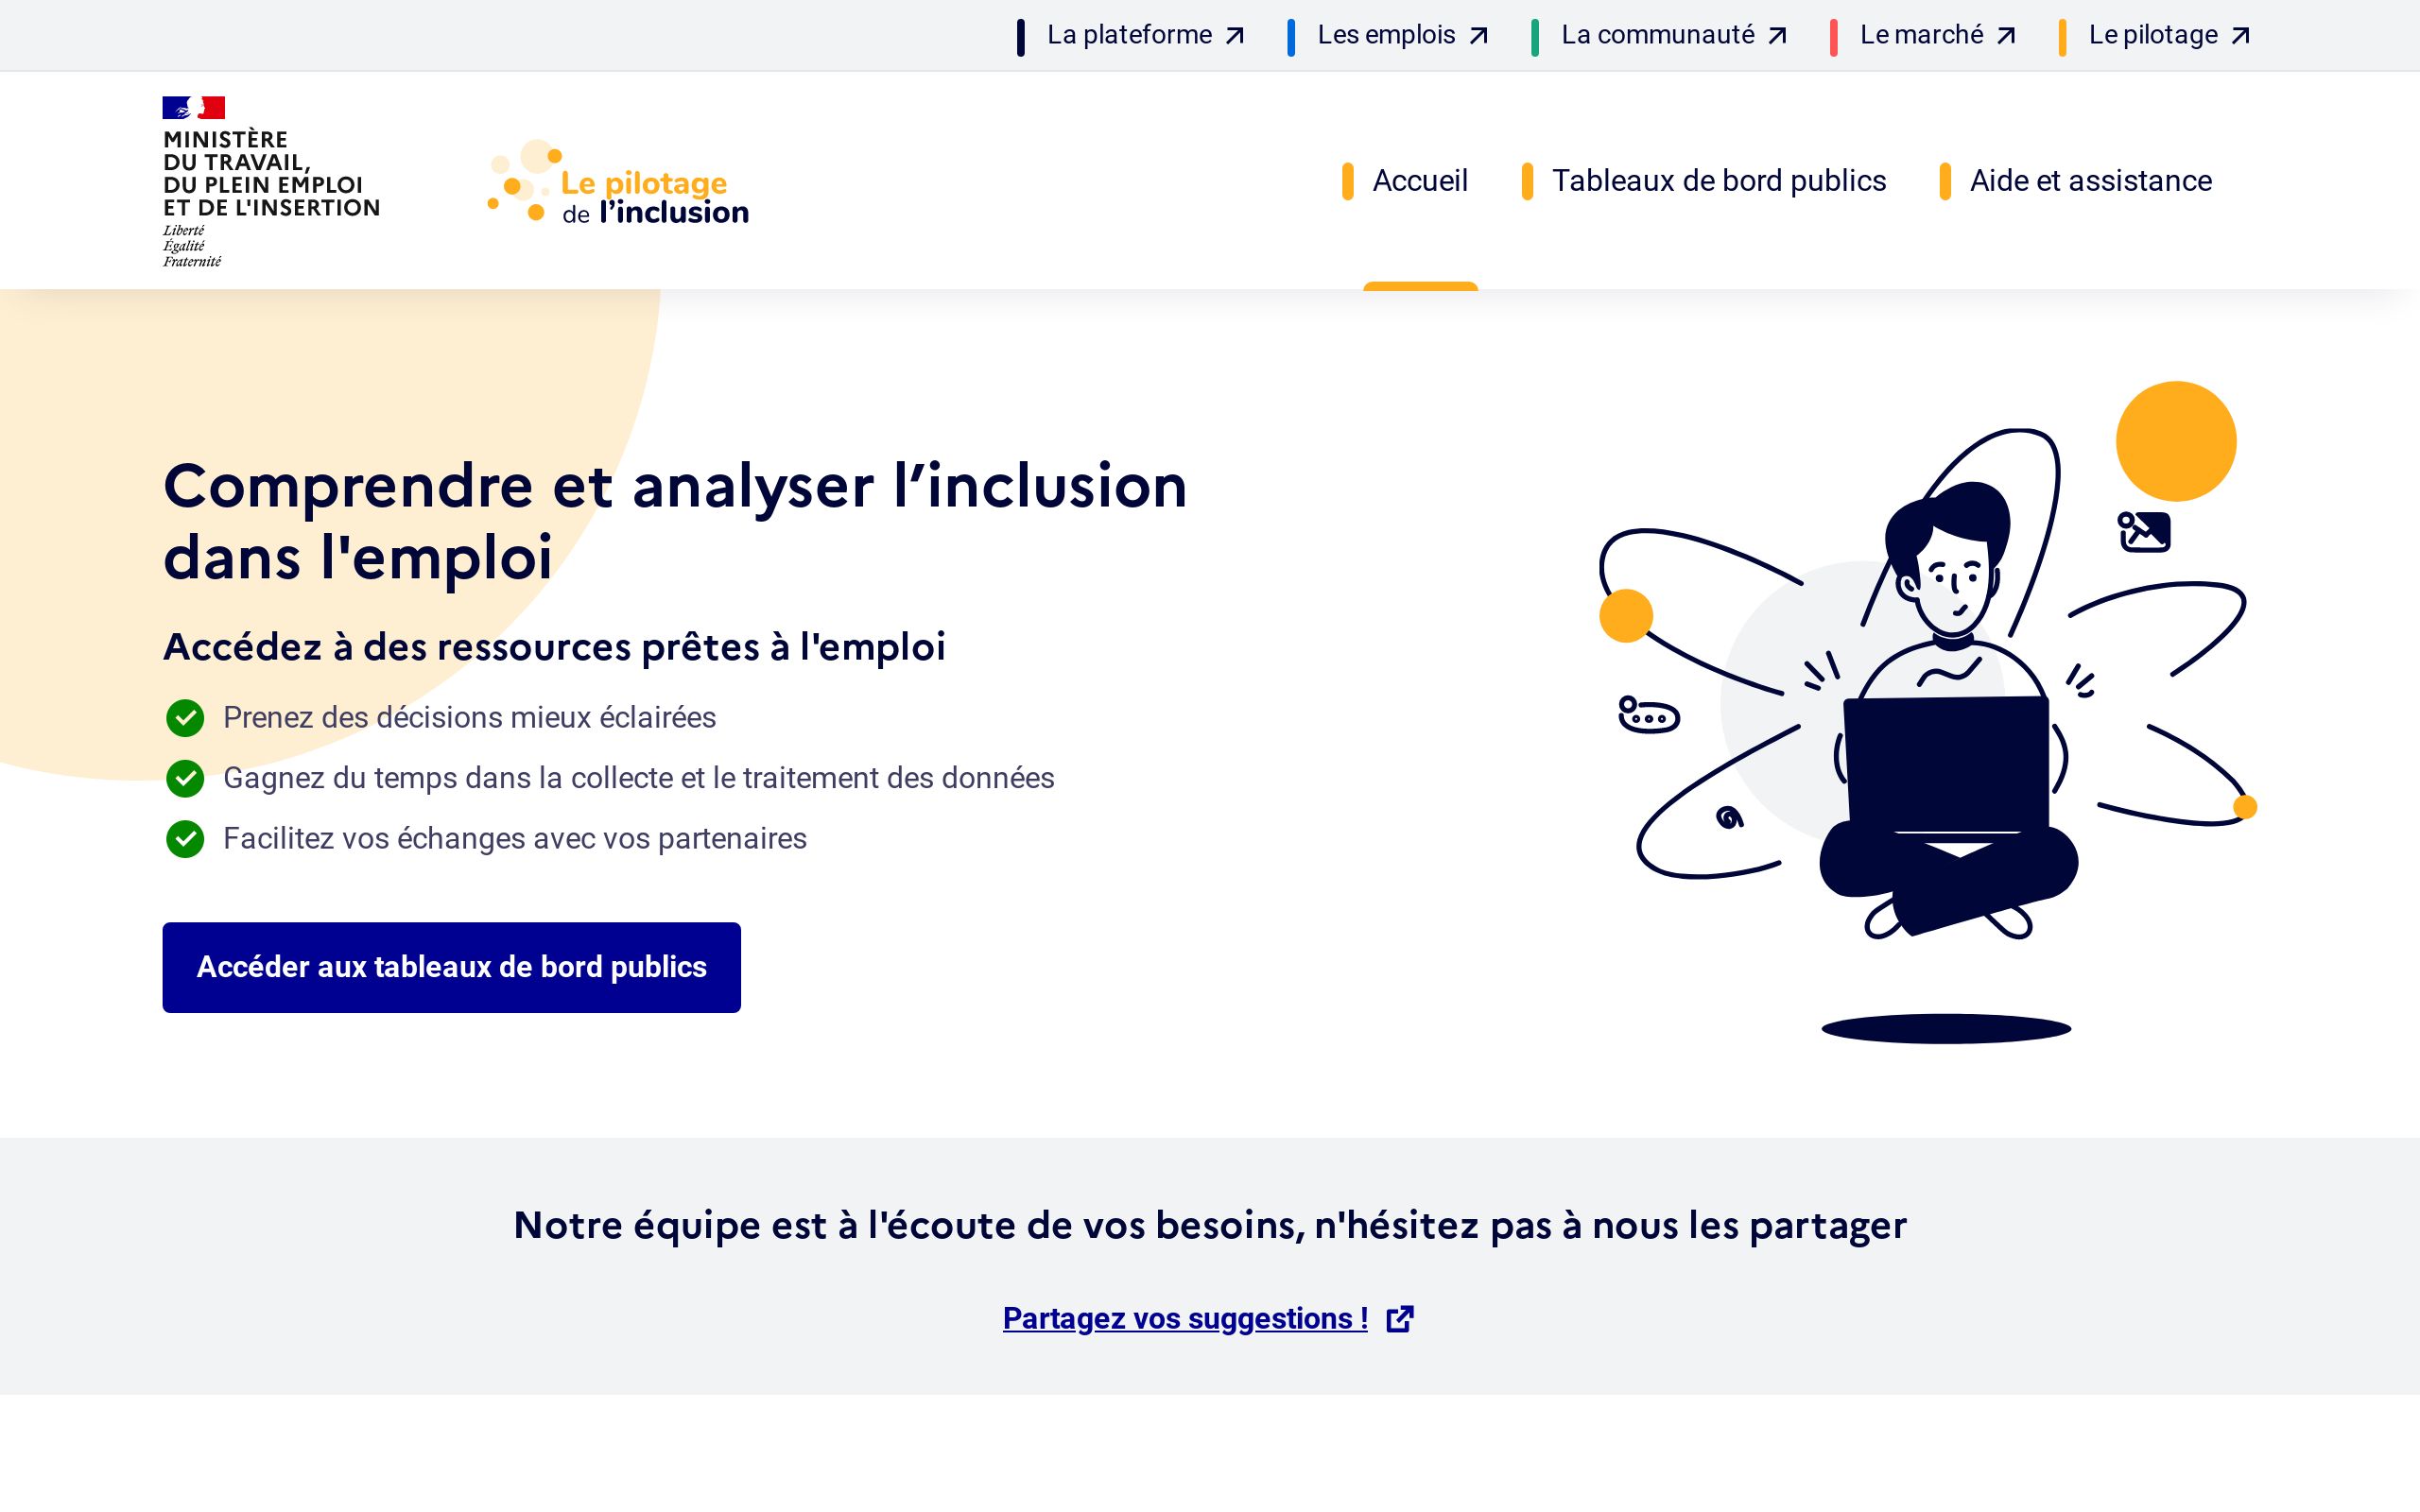 La plateforme
Les emplois
La communauté
Le marché
Le pilotage
MINISTÈRE
DU TRAVAIL,
DU PLEIN EMPLOI
ET DE L'INSERTION
Liberté
Égalité
Fraternité
Le pilotage
de l’inclusion
Accueil
Tableaux de bord publics
Aide et assistance
Comprendre et analyser l’inclusion
dans l'emploi
Accédez à des ressources prêtes à l'emploi
Prenez des décisions mieux éclairées
Gagnez du temps dans la collecte et le traitement des données
Facilitez vos échanges avec vos partenaires
Accéder aux tableaux de bord publics
Notre équipe est à l'écoute de vos besoins, n'hésitez pas à nous les partager
Partagez vos suggestions !